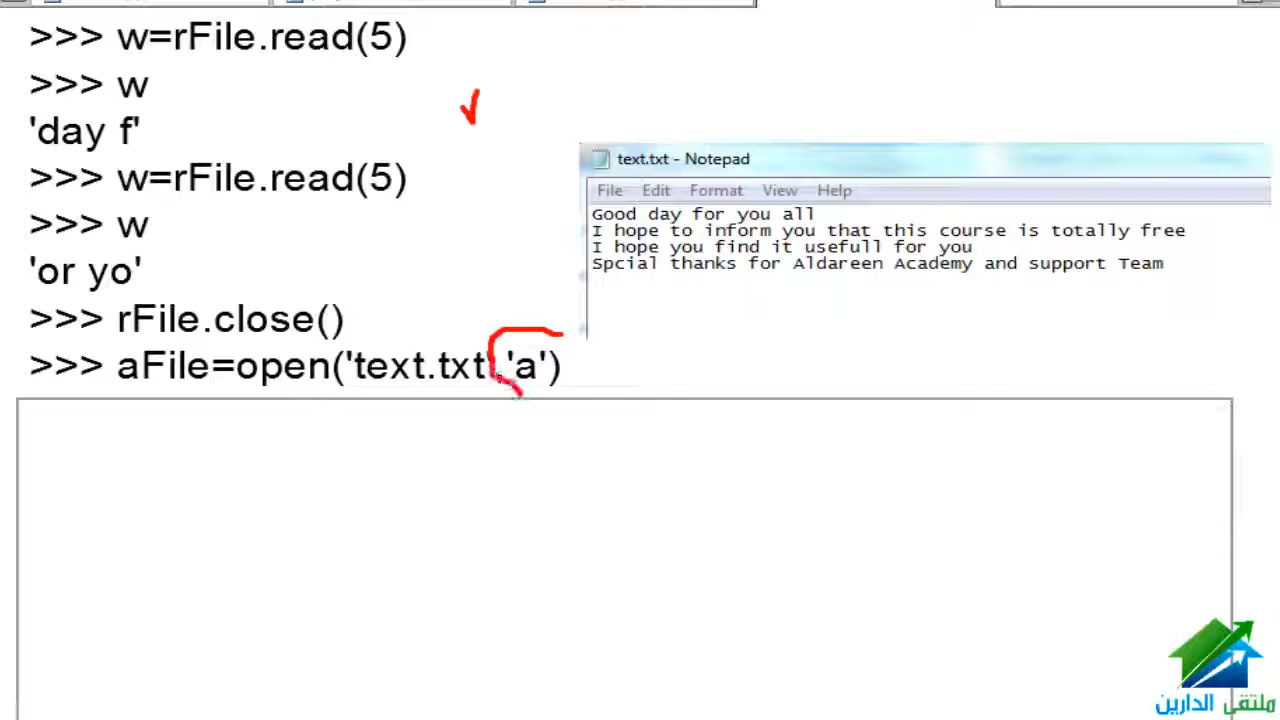 >>> w=rFile.read(5)
>>> w
'day f'
>>> w=rFile.read(5)
>>> w
'or yo'
>>> rFile.close()
>>> aFile=open('text.txt','a')
text.txt - Notepad
File Edit Format View Help
Good day for you all
I hope to inform you that this course is totally free
I hope you find it usefull for you
Spcial thanks for Aldareen Academy and support Team
ملتقى الدارين